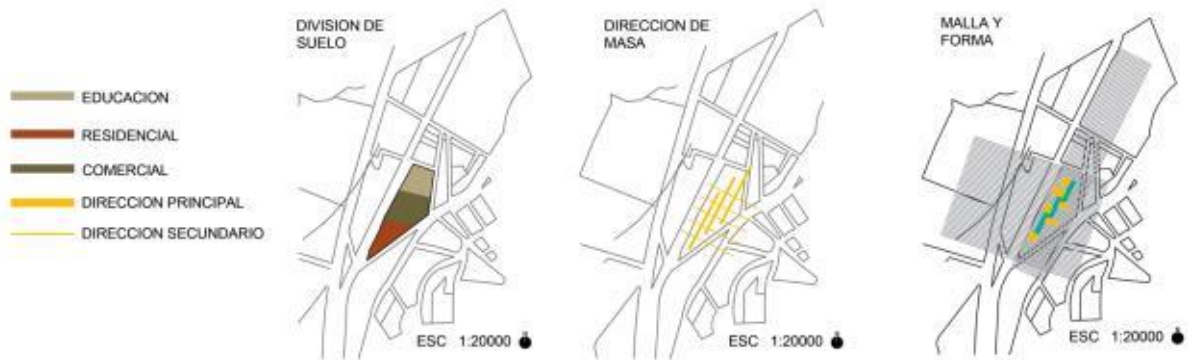 EDUCACION
RESIDENCIAL
COMERCIAL
DIRECCION PRINCIPAL
DIRECCION SECUNDARIO
DIVISION DE
SUELO
ESC 1:20000
DIRECCION DE
MASA
ESC 1:20000
MALLA Y
FORMA
ESC 1:20000